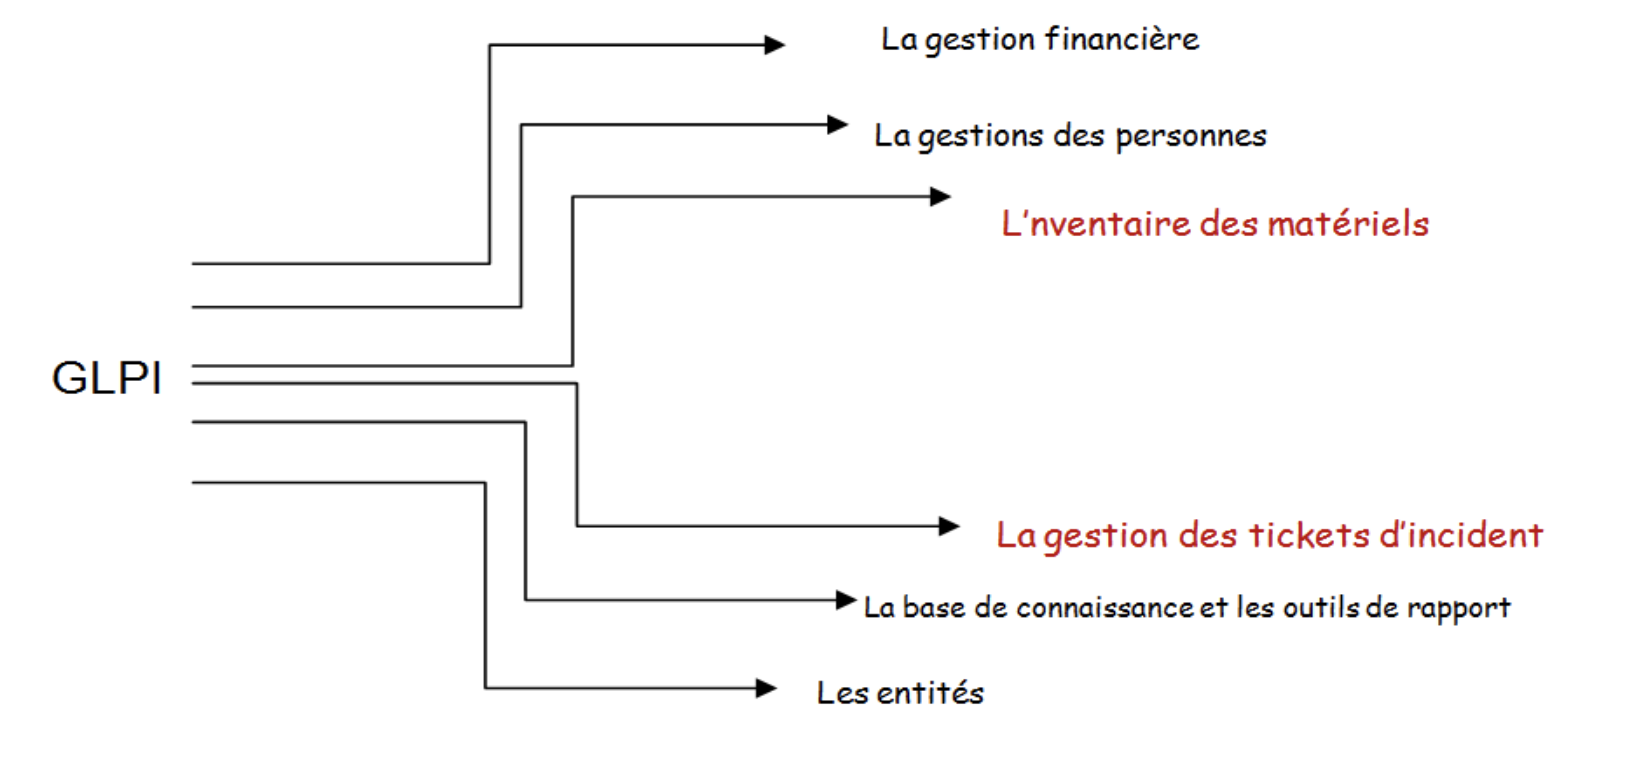 La gestion financière
La gestions des personnes
L'nventaire des matériels
GLPI
La gestion des tickets d'incident
La base de connaissance et les outils de rapport
Les entités